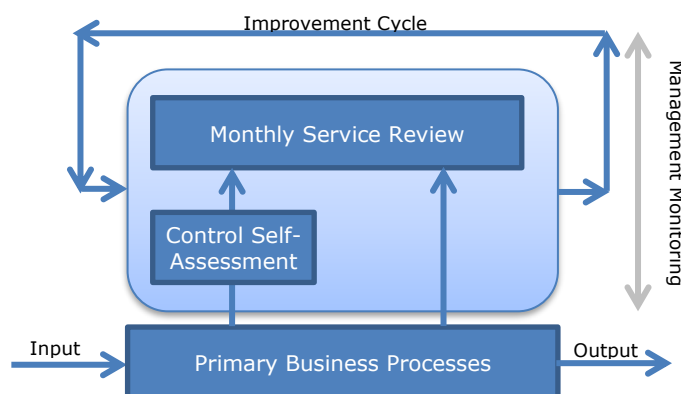 Improvement Cycle
Management Monitoring
Monthly Service Review
Control Self-
Assessment
Input
Primary Business Processes
Output